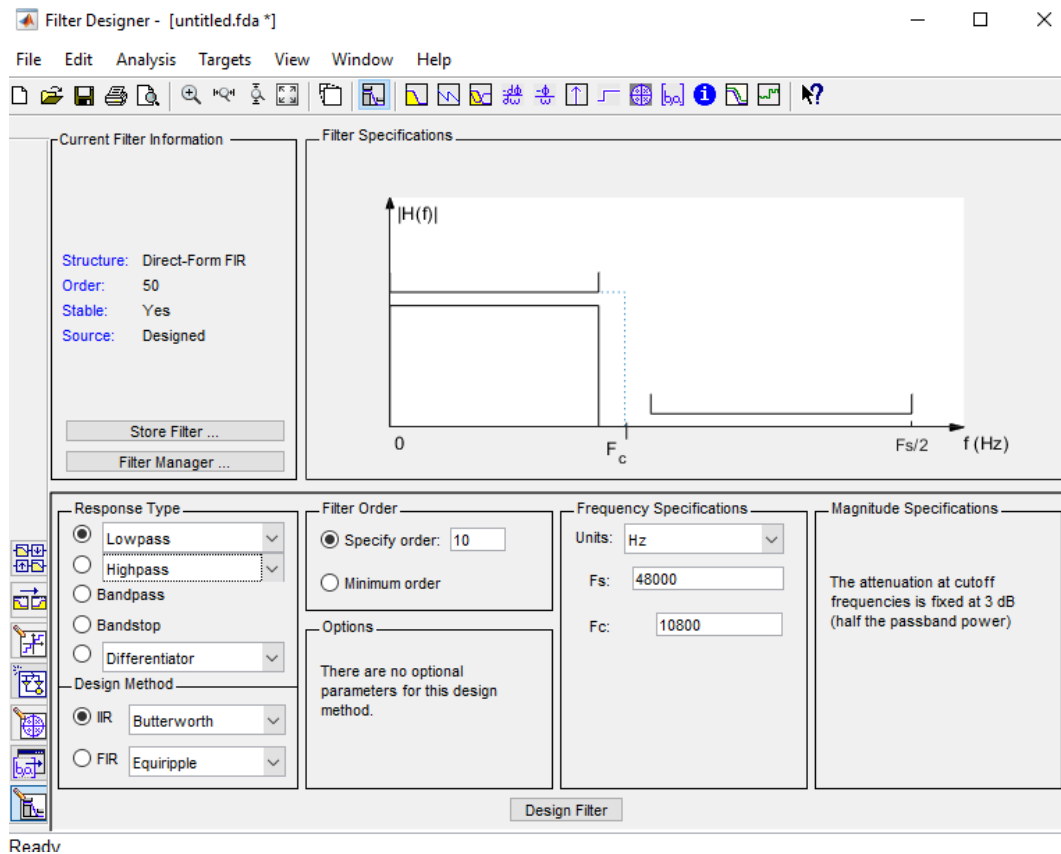 Filter Designer - [untitled.fda *]
File Edit Analysis Targets View Window Help
Current Filter Information
Structure: Direct-Form FIR
Order: 50
Stable: Yes
Source: Designed
Store Filter ...
Filter Manager ...
Filter Specifications
|H(f)|
0
Fc
Fs/2
f (Hz)
Response Type
Lowpass
Highpass
Bandpass
Bandstop
Differentiator
Design Method
IIR Butterworth
FIR Equiripple
Filter Order
Specify order: 10
Minimum order
Options
There are no optional
parameters for this design
method.
Frequency Specifications
Units: Hz
Fs: 48000
Fc: 10800
Magnitude Specifications
The attenuation at cutoff
frequencies is fixed at 3 dB
(half the passband power)
Design Filter
Ready